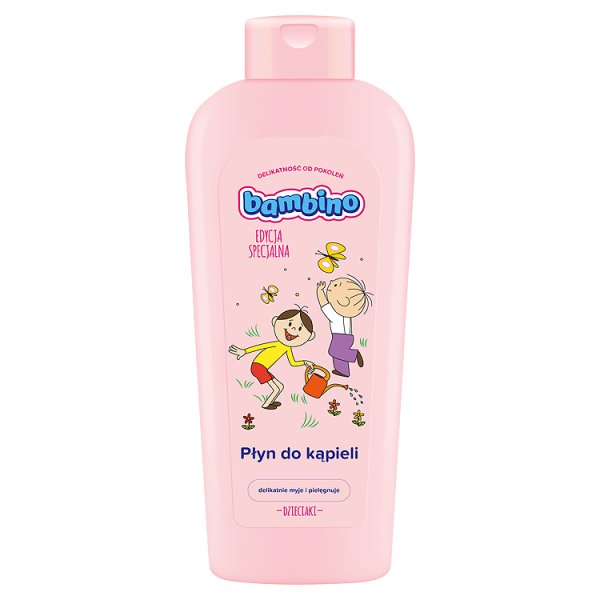 DELIKATNOŚĆ OD POKOLEŃ
bambino
EDYCJA
SPECJALNA
Płyn do kąpieli
delikatnie myje i pielęgnuje
–DZIECIAKI–